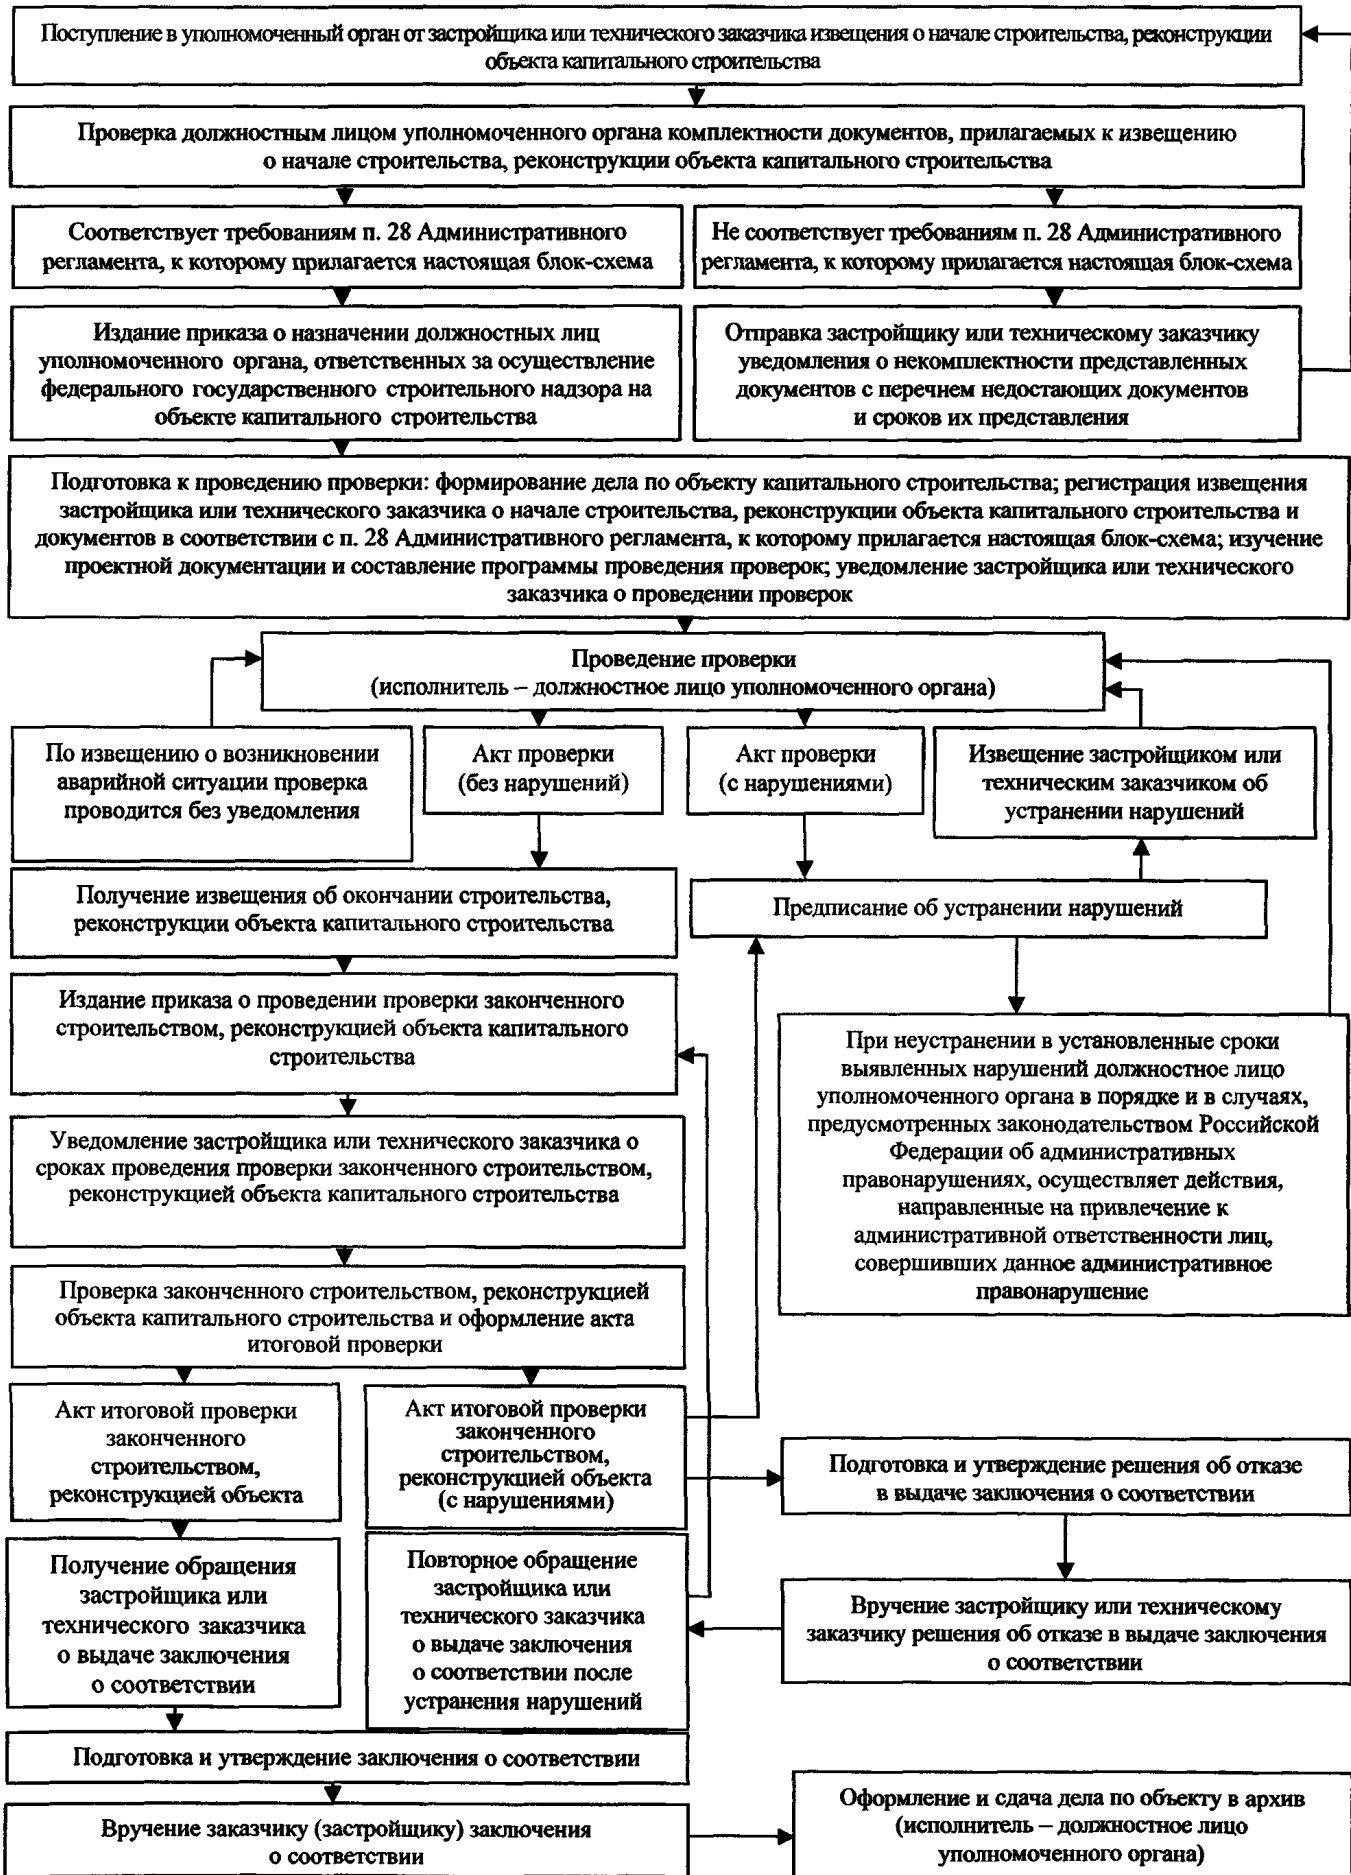 Поступление в уполномоченный орган от застройщика или технического заказчика извещения о начале строительства, реконструкции
объекта капитального строительства
Проверка должностным лицом уполномоченного органа комплектности документов, прилагаемых к извещению
о начале строительства, реконструкции объекта капитального строительства
Соответствует требованиям п. 28 Административного
регламента, к которому прилагается настоящая блок-схема
Не соответствует требованиям п. 28 Административного
регламента, к которому прилагается настоящая блок-схема
Издание приказа о назначении должностных лиц
уполномоченного органа, ответственных за осуществление
федерального государственного строительного надзора на
объекте капитального строительства
Отправка застройщику или техническому заказчику
уведомления о некомплектности представленных
документов с перечнем недостающих документов
и сроков их представления
Подготовка к проведению проверки: формирование дела по объекту капитального строительства; регистрация извещения
застройщика или технического заказчика о начале строительства, реконструкции объекта капитального строительства и
документов в соответствии с п. 28 Административного регламента, к которому прилагается настоящая блок-схема; изучение
проектной документации и составление программы проведения проверок; уведомление застройщика или технического
заказчика о проведении проверок
Проведение проверки
(исполнитель – должностное лицо уполномоченного органа)
По извещению о возникновении
аварийной ситуации проверка
проводится без уведомления
Акт проверки
(без нарушений)
Акт проверки
(с нарушениями)
Извещение застройщиком или
техническим заказчиком об
устранении нарушений
Получение извещения об окончании строительства,
реконструкции объекта капитального строительства
Предписание об устранении нарушений
Издание приказа о проведении проверки законченного
строительством, реконструкцией объекта капитального
строительства
При неустранении в установленные сроки
выявленных нарушений должностное лицо
уполномоченного органа в порядке и в случаях,
предусмотренных законодательством Российской
Федерации об административных
правонарушениях, осуществляет действия,
направленные на привлечение к
административной ответственности лиц,
совершивших данное административное
правонарушение
Уведомление застройщика или технического заказчика о
сроках проведения проверки законченного строительством,
реконструкцией объекта капитального строительства
Проверка законченного строительством, реконструкцией
объекта капитального строительства и оформление акта
итоговой проверки
Акт итоговой проверки
законченного
строительством,
реконструкцией объекта
Акт итоговой проверки
законченного
строительством,
реконструкцией объекта
(с нарушениями)
Подготовка и утверждение решения об отказе
в выдаче заключения о соответствии
Получение обращения
застройщика или
технического заказчика
о выдаче заключения
о соответствии
Повторное обращение
застройщика или
технического заказчика
о выдаче заключения
о соответствии после
устранения нарушений
Вручение застройщику или техническому
заказчику решения об отказе в выдаче заключения
о соответствии
Подготовка и утверждение заключения о соответствии
Вручение заказчику (застройщику) заключения
о соответствии
Оформление и сдача дела по объекту в архив
(исполнитель – должностное лицо
уполномоченного органа)